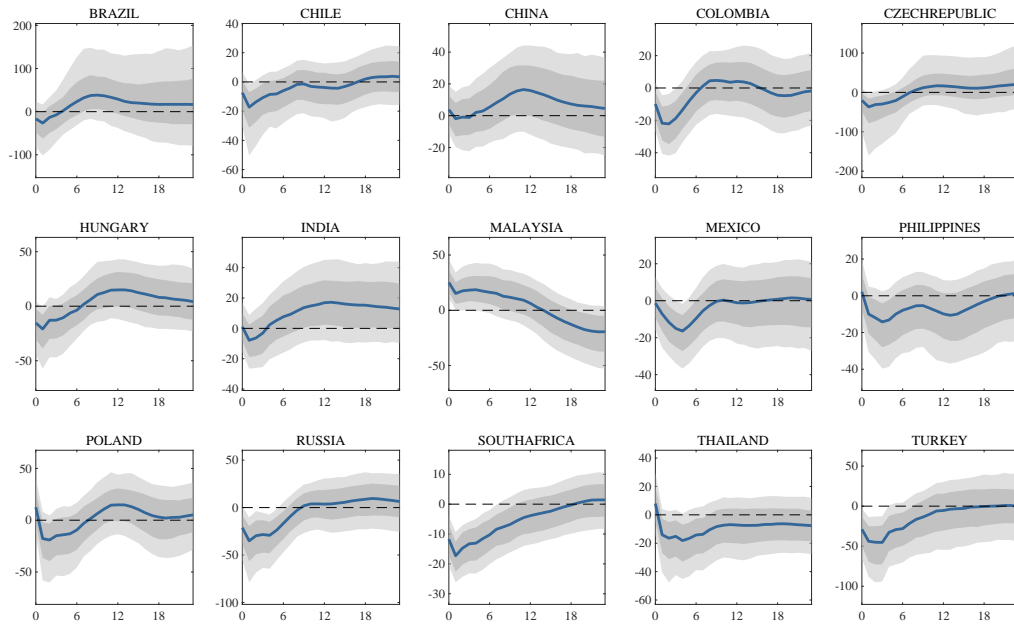 BRAZIL CHILE CHINA COLOMBIA CZECHREPUBLIC
200 40 100
100 20 40 20
0 0 20 0 0
-100 -20 0 -20 -100
-40 -20 -40
-60 -60 -200
0 6 12 18 0 6 12 18 0 6 12 18 0 6 12 18 0 6 12 18
HUNGARY INDIA MALAYSIA MEXICO PHILIPPINES
50 40 50 20 20
0 20 0 0 0
-50 0 -50 -20 -20
-20 -40 -40
-40
0 6 12 18 0 6 12 18 0 6 12 18 0 6 12 18 0 6 12 18
POLAND RUSSIA SOUTHAFRICA THAILAND TURKEY
50 50 10 40 50
0 0 0 20 0
-50 -50 -10 0 -50
-100 -20 -20 -100
-30 -40
-60
0 6 12 18 0 6 12 18 0 6 12 18 0 6 12 18 0 6 12 18